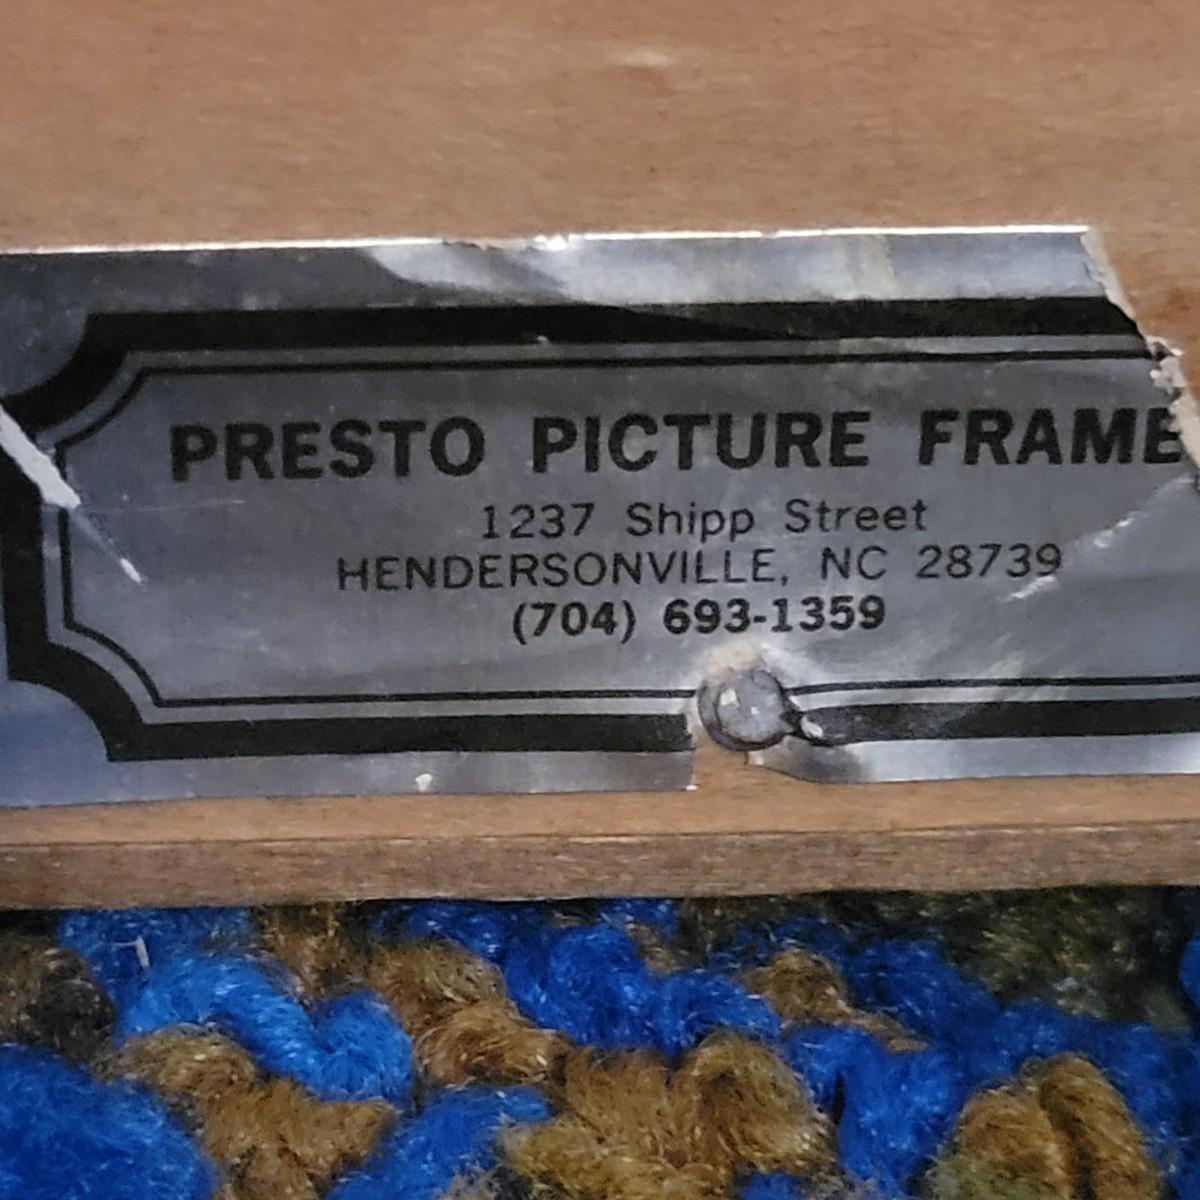 PRESTO PICTURE FRAME
1237 Shipp Street
HENDERSONVILLE, NC 28739
(704) 693-1359